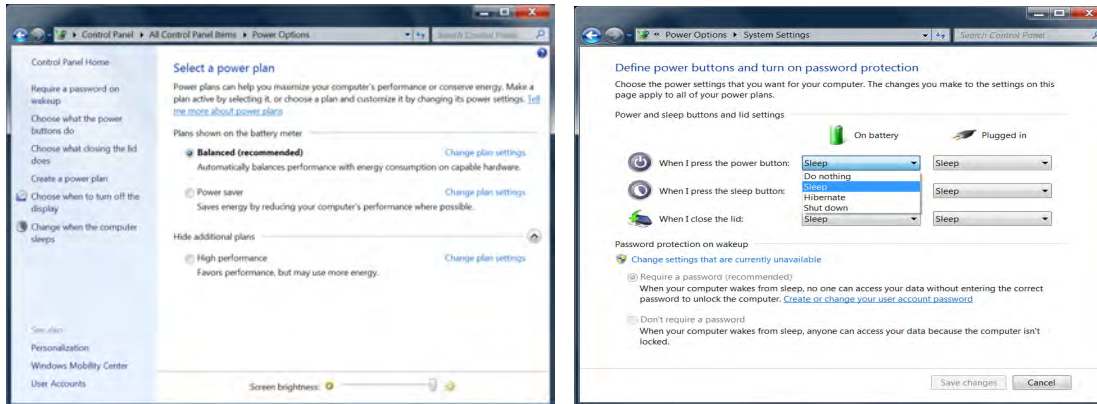 Control Panel ▸ All Control Panel Items ▸ Power Options
Search Control Panel
Control Panel Home
Require a password on
wakeup
Choose what the power
buttons do
Choose what closing the lid
does
Create a power plan
Choose when to turn off the
display
Change when the computer
sleeps
See also
Personalization
Windows Mobility Center
User Accounts
Select a power plan
Power plans can help you maximize your computer's performance or conserve energy. Make a
plan active by selecting it, or choose a plan and customize it by changing its power settings. Tell
me more about power plans
Plans shown on the battery meter
Balanced (recommended) Change plan settings
Automatically balances performance with energy consumption on capable hardware.
Power saver Change plan settings
Saves energy by reducing your computer's performance where possible.
Hide additional plans
High performance Change plan settings
Favors performance, but may use more energy.
Screen brightness:
« Power Options ▸ System Settings
Search Control Panel
Define power buttons and turn on password protection
Choose the power settings that you want for your computer. The changes you make to the settings on this
page apply to all of your power plans.
Power and sleep buttons and lid settings
On battery Plugged in
When I press the power button: Sleep Sleep
Do nothing
Sleep
When I press the sleep button: Sleep
Hibernate
Shut down
When I close the lid: Sleep Sleep
Password protection on wakeup
Change settings that are currently unavailable
Require a password (recommended)
When your computer wakes from sleep, no one can access your data without entering the correct
password to unlock the computer. Create or change your user account password
Don't require a password
When your computer wakes from sleep, anyone can access your data because the computer isn't
locked.
Save changes Cancel